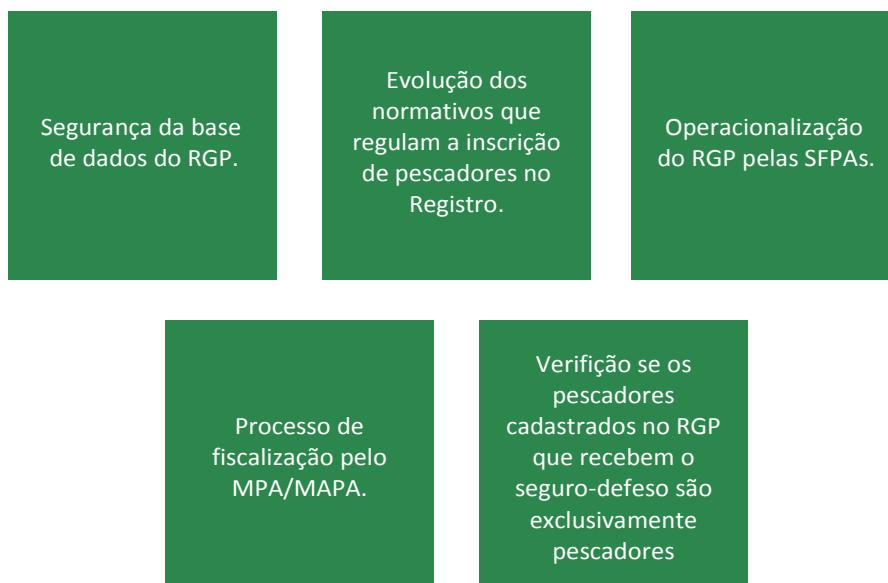 Segurança da base
de dados do RGP.
Evolução dos
normativos que
regulam a inscrição
de pescadores no
Registro.
Operacionalização
do RGP pelas SFPAs.
Processo de
fiscalização pelo
MPA/MAPA.
Verifição se os
pescadores
cadastrados no RGP
que recebem o
seguro-defeso são
exclusivamente
pescadores